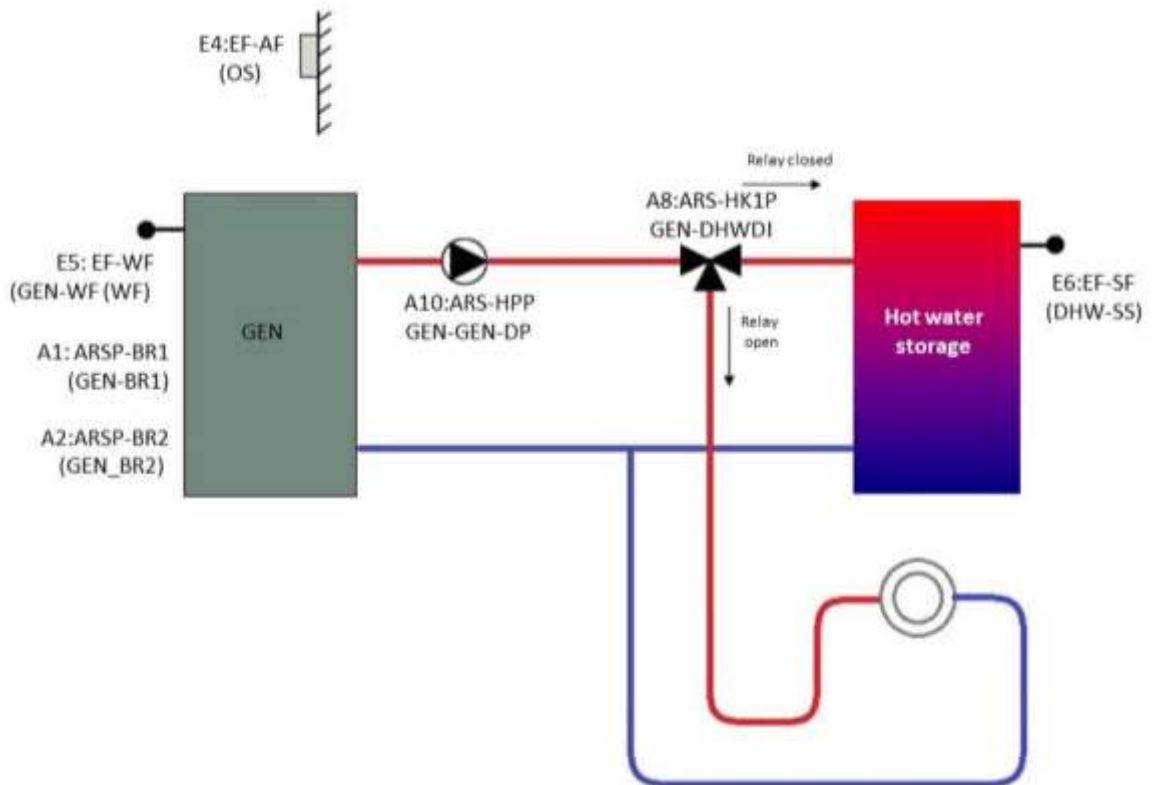 E4:EF-AF
(OS)
Relay closed
A8:ARS-HK1P
GEN-DHWDI
E5: EF-WF
(GEN-WF (WF)
A10:ARS-HPP
GEN-GEN-DP
E6:EF-SF
(DHW-SS)
GEN
Relay
open
Hot water
storage
A1: ARSP-BR1
(GEN-BR1)
A2:ARSP-BR2
(GEN_BR2)